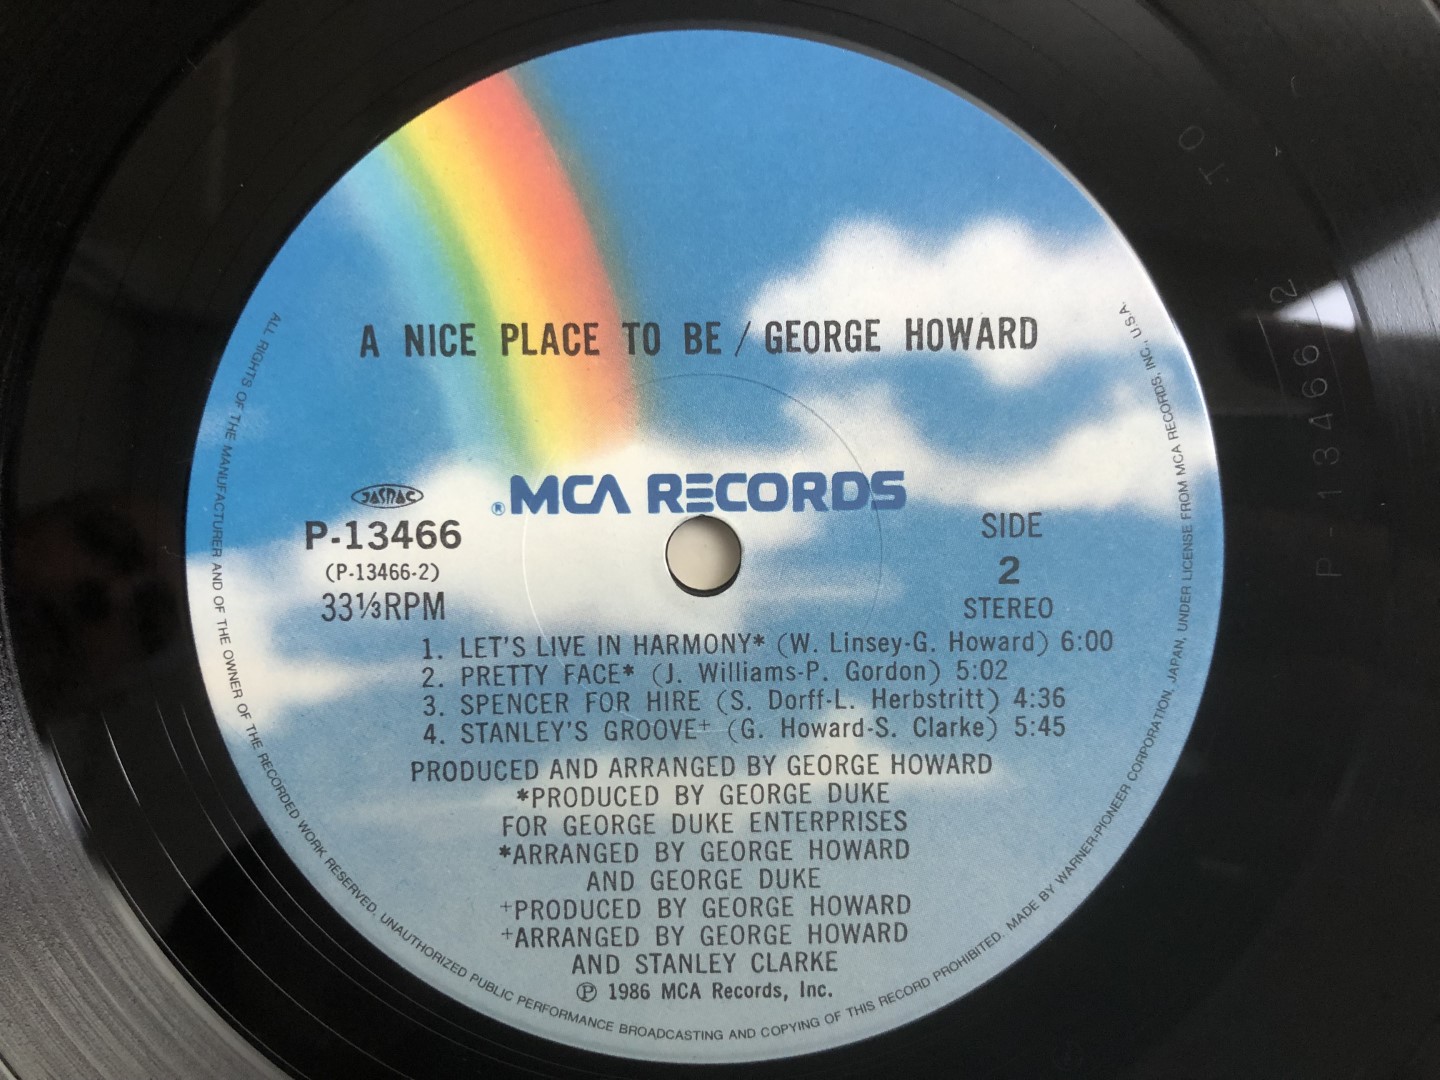 A NICE PLACE TO BE / GEORGE HOWARD
® MCA RECORDS
JASRAC
P-13466
(P-13466-2)
33⅓RPM
SIDE
2
STEREO
1. LET'S LIVE IN HARMONY* (W. Linsey-G. Howard) 6:00
2. PRETTY FACE* (J. Williams-P. Gordon) 5:02
3. SPENCER FOR HIRE (S. Dorff-L. Herbstritt) 4:36
4. STANLEY'S GROOVE+ (G. Howard-S. Clarke) 5:45
PRODUCED AND ARRANGED BY GEORGE HOWARD
*PRODUCED BY GEORGE DUKE
FOR GEORGE DUKE ENTERPRISES
*ARRANGED BY GEORGE HOWARD
AND GEORGE DUKE
+PRODUCED BY GEORGE HOWARD
+ARRANGED BY GEORGE HOWARD
AND STANLEY CLARKE
℗ 1986 MCA Records, Inc.
ALL RIGHTS OF THE MANUFACTURER AND OF THE OWNER OF THE RECORDED WORK RESERVED. UNAUTHORIZED PUBLIC PERFORMANCE BROADCASTING AND COPYING OF THIS RECORD PROHIBITED. MADE BY WARNER-PIONEER CORPORATION, JAPAN, UNDER LICENSE FROM MCA RECORDS, INC., U.S.A.
P-13466-2
TO